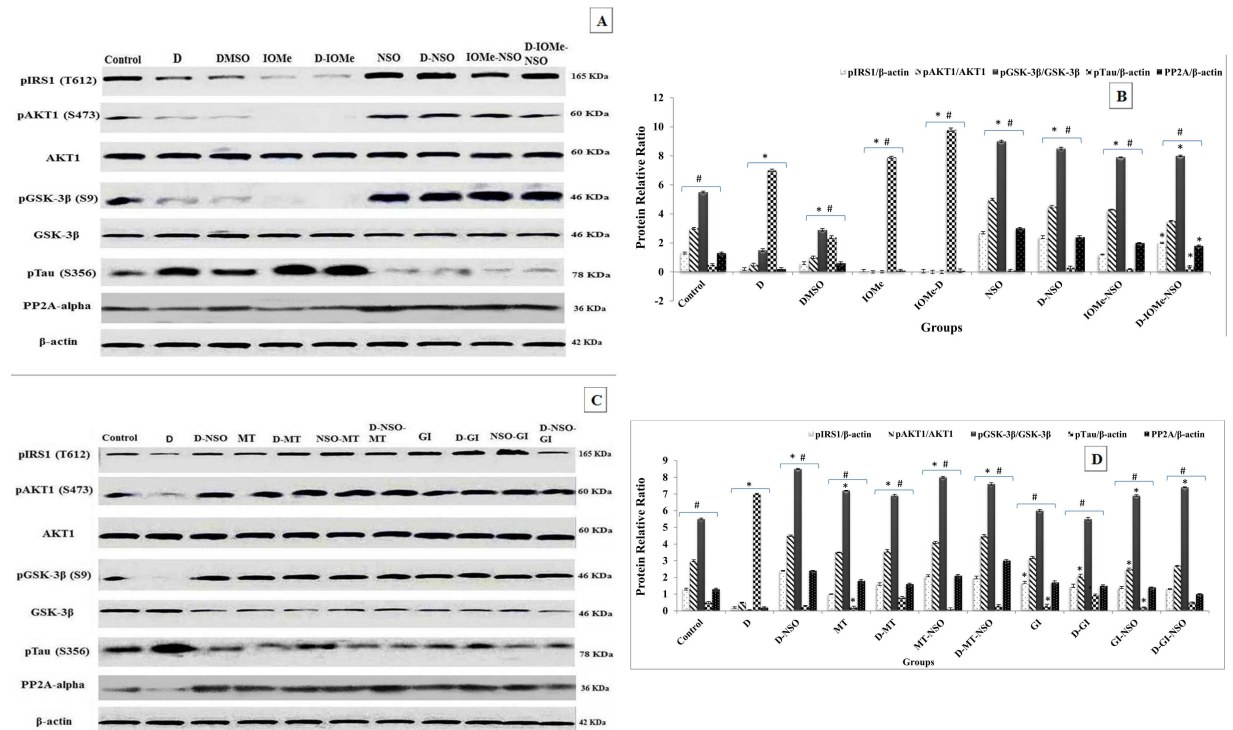 A
Control D DMSO IOMe D-IOMe NSO D-NSO IOMe-NSO D-IOMe-NSO
pIRS1 (T612) 165 KDa
pAKT1 (S473) 60 KDa
AKT1 60 KDa
pGSK-3β (S9) 46 KDa
GSK-3β 46 KDa
pTau (S356) 78 KDa
PP2A-alpha 36 KDa
β-actin 42 KDa
pIRS1/β-actin pAKT1/AKT1 pGSK-3β/GSK-3β pTau/β-actin PP2A/β-actin
B
Protein Relative Ratio
12
10
8
6
4
2
0
-2
#
*
* #
* #
* #
* #
* #
* #
#
*
*
*
*
Control D DMSO IOMe IOMe-D NSO D-NSO IOMe-NSO D-IOMe-NSO
Groups
C
Control D D-NSO MT D-MT NSO-MT D-NSO-MT GI D-GI NSO-GI D-NSO-GI
pIRS1 (T612) 165 KDa
pAKT1 (S473) 60 KDa
AKT1 60 KDa
pGSK-3β (S9) 46 KDa
GSK-3β 46 KDa
pTau (S356) 78 KDa
PP2A-alpha 36 KDa
β-actin 42 KDa
pIRS1/β-actin pAKT1/AKT1 pGSK-3β/GSK-3β pTau/β-actin PP2A/β-actin
D
Protein Relative Ratio
9
8
7
6
5
4
3
2
1
0
#
*
* #
#
*
*
* #
* #
* #
#
*
*
#
*
#
*
*
*
#
*
Control D D-NSO MT D-MT MT-NSO D-MT-NSO GI D-GI GI-NSO D-GI-NSO
Groups